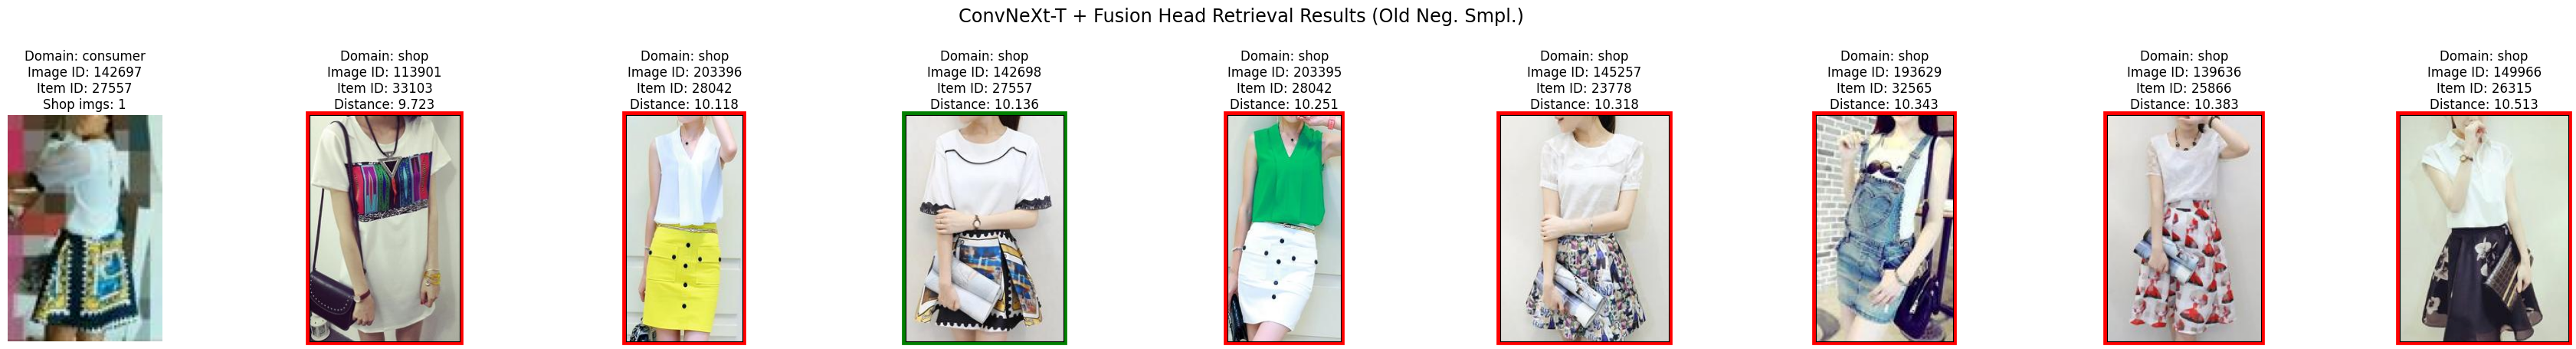 ConvNeXt-T + Fusion Head Retrieval Results (Old Neg. Smpl.)
Domain: consumer
Image ID: 142697
Item ID: 27557
Shop imgs: 1
Domain: shop
Image ID: 113901
Item ID: 33103
Distance: 9.723
Domain: shop
Image ID: 203396
Item ID: 28042
Distance: 10.118
Domain: shop
Image ID: 142698
Item ID: 27557
Distance: 10.136
Domain: shop
Image ID: 203395
Item ID: 28042
Distance: 10.251
Domain: shop
Image ID: 145257
Item ID: 23778
Distance: 10.318
Domain: shop
Image ID: 193629
Item ID: 32565
Distance: 10.343
Domain: shop
Image ID: 139636
Item ID: 25866
Distance: 10.383
Domain: shop
Image ID: 149966
Item ID: 26315
Distance: 10.513